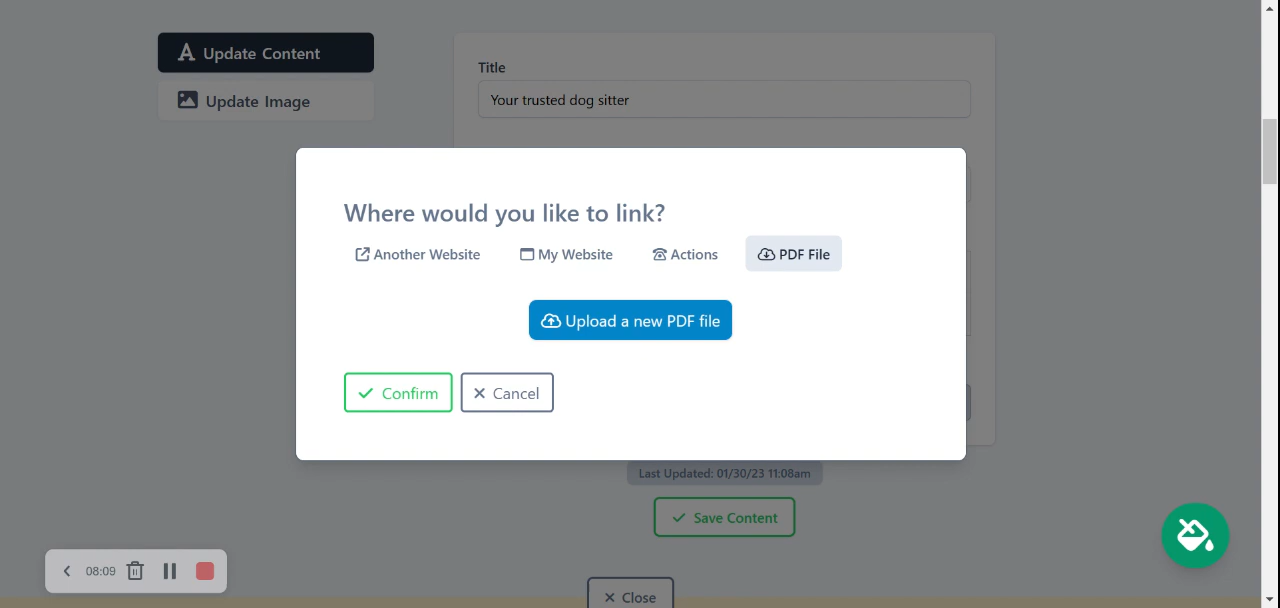 Update Content
Update Image
Title
Your trusted dog sitter
Where would you like to link?
Another Website My Website Actions PDF File
Upload a new PDF file
Confirm Cancel
Last Updated: 01/30/23 11:08am
Save Content
08:09
Close